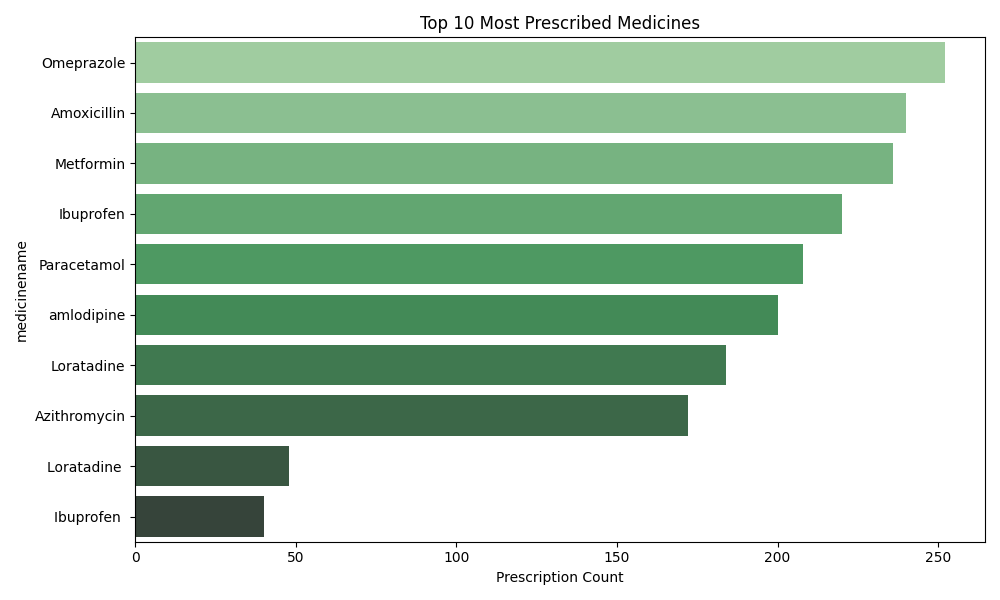 Top 10 Most Prescribed Medicines
Omeprazole
Amoxicillin
Metformin
Ibuprofen
Paracetamol
amlodipine
Loratadine
Azithromycin
Loratadine
Ibuprofen
medicinename
0 50 100 150 200 250
Prescription Count